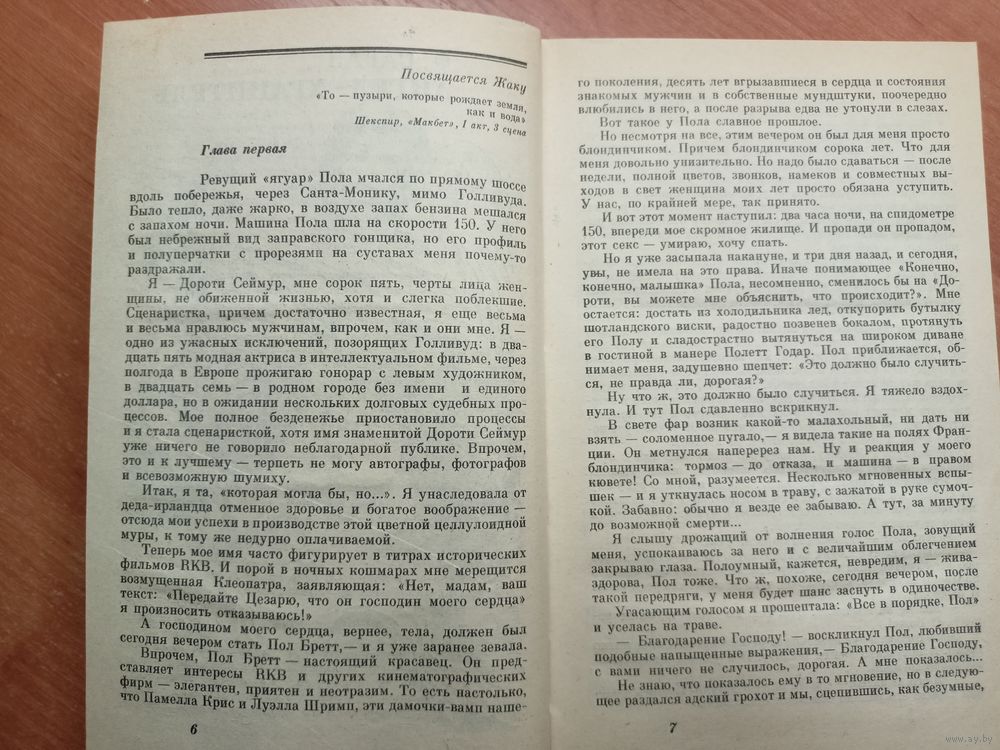 Посвящается Жаку
«То — пузыри, которые рождает земля,
как и вода»
Шекспир, «Макбет», I акт, 3 сцена
Глава первая
Ревущий «ягуар» Пола мчался по прямому шоссе
вдоль побережья, через Санта-Монику, мимо Голливуда.
Было тепло, даже жарко, в воздухе запах бензина мешался
с запахом ночи. Машина Пола шла на скорости 150. У него
был небрежный вид заправского гонщика, но его профиль
и полуперчатки с прорезями на суставах меня почему-то
раздражали.
Я — Дороти Сеймур, мне сорок пять, черты лица жен-
щины, не обиженной жизнью, хотя и слегка поблекшие.
Сценаристка, причем достаточно известная, я еще весьма
и весьма нравлюсь мужчинам, впрочем, как и они мне. Я —
одно из ужасных исключений, позорящих Голливуд: в два-
дцать пять модная актриса в интеллектуальном фильме, через
полгода в Европе прожигаю гонорар с левым художником,
в двадцать семь — в родном городе без имени и единого
доллара, но в ожидании нескольких долговых судебных про-
цессов. Мое полное безденежье приостановило процессы
и я стала сценаристкой, хотя имя знаменитой Дороти Сеймур
уже ничего не говорило неблагодарной публике. Впрочем,
это и к лучшему — терпеть не могу автографы, фотографов
и всевозможную шумиху.
Итак, я та, «которая могла бы, но...». Я унаследовала от
деда-ирландца отменное здоровье и богатое воображение —
отсюда мои успехи в производстве этой цветной целлулоидной
муры, к тому же недурно оплачиваемой.
Теперь мое имя часто фигурирует в титрах исторических
фильмов RKB. И порой в ночных кошмарах мне мерещится
возмущенная Клеопатра, заявляющая: «Нет, мадам, ваш
текст: «Передайте Цезарю, что он господин моего сердца»
я произносить отказываюсь!»
А господином моего сердца, вернее, тела, должен был
сегодня вечером стать Пол Бретт,— и я уже заранее зевала.
Впрочем, Пол Бретт — настоящий красавец. Он пред-
ставляет интересы RKB и других кинематографических
фирм — элегантен, приятен и неотразим. То есть настолько,
что Памелла Крис и Луэлла Шримп, эти дамочки-вамп наше-
6
го поколения, десять лет вгрызавшиеся в сердца и состояния
знакомых мужчин и в собственные мундштуки, поочередно
влюбились в него, а после разрыва едва не утонули в слезах.
Вот такое у Пола славное прошлое.
Но несмотря на все, этим вечером он был для меня просто
блондинчиком. Причем блондинчиком сорока лет. Что для
меня довольно унизительно. Но надо было сдаваться — после
недели, полной цветов, звонков, намеков и совместных вы-
ходов в свет женщина моих лет просто обязана уступить.
У нас, по крайней мере, так принято.
И вот этот момент наступил: два часа ночи, на спидометре
150, впереди мое скромное жилище. И пропади он пропадом,
этот секс — умираю, хочу спать.
Но я уже засыпала накануне, и три дня назад, и сегодня,
увы, не имела на это права. Иначе понимающее «Конечно,
конечно, малышка» Пола, несомненно, сменилось бы на «До-
роти, вы можете мне объяснить, что происходит?». Мне
остается: достать из холодильника лед, откупорить бутылку
шотландского виски, радостно позвенев бокалом, протянуть
его Полу и сладострастно вытянуться на широком диване
в гостиной в манере Полетт Годар. Пол приближается, об-
нимает меня, задушевно шепчет: «Это должно было случить-
ся, не правда ли, дорогая?»
Ну что ж, это должно было случиться. Я тяжело вздох-
нула. И тут Пол сдавленно вскрикнул.
В свете фар возник какой-то малахольный, ни дать ни
взять — соломенное пугало,— я видела такие на полях Фран-
ции. Он метнулся наперерез нам. Ну и реакция у моего
блондинчика: тормоз — до отказа, и машина — в правом
кювете! Со мной, разумеется. Несколько мгновенных вспы-
шек — и я уткнулась носом в траву, с зажатой в руке сумоч-
кой. Забавно: обычно я везде ее забываю. А тут, за минуту
до возможной смерти...
Я слышу дрожащий от волнения голос Пола, зовущий
меня, успокаиваюсь за него и с величайшим облегчением
закрываю глаза. Полоумный, кажется, невредим, я — жива-
здорова, Пол тоже. Что ж, похоже, сегодня вечером, после
такой передряги, у меня будет шанс заснуть в одиночестве.
Угасающим голосом я прошептала: «Все в порядке, Пол»
и уселась на траве.
— Благодарение Господу! — воскликнул Пол, любивший
подобные напыщенные выражения,— Благодарение Господу,
с вами ничего не случилось, дорогая. А мне показалось...
Не знаю, что показалось ему в то мгновение, но в следую-
щее раздался адский грохот и мы, сцепившись, как безумные,
7
www.ay.by